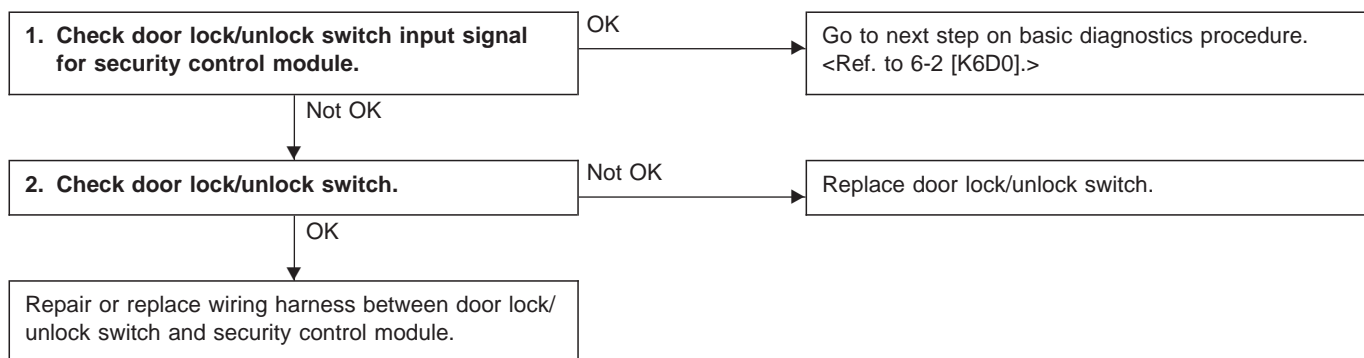 1. Check door lock/unlock switch input signal
for security control module.
OK
Go to next step on basic diagnostics procedure.
<Ref. to 6-2 [K6D0].>
Not OK
2. Check door lock/unlock switch.
Not OK
Replace door lock/unlock switch.
OK
Repair or replace wiring harness between door lock/
unlock switch and security control module.